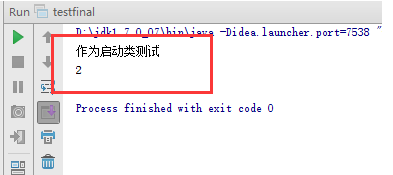 Run testfinal
D:\jdk1.7.0_07\bin\java -Didea.launcher.port=7538 "
作为启动类测试
2
Process finished with exit code 0